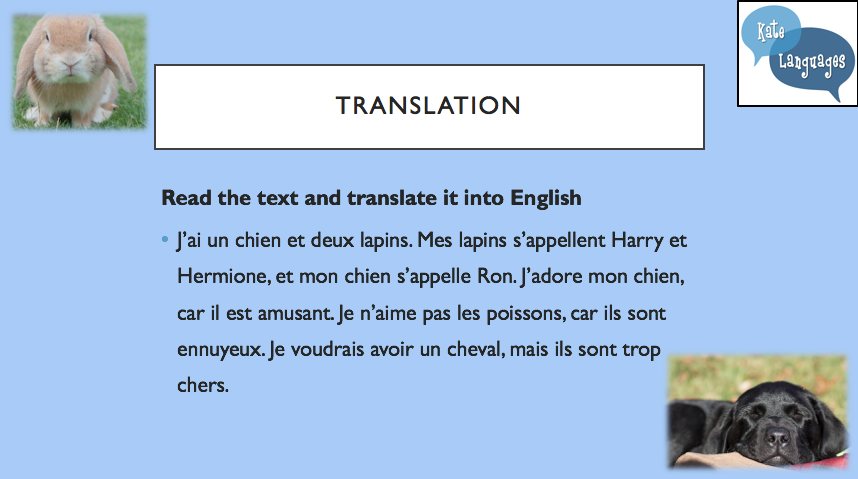 Kate
Languages
TRANSLATION
Read the text and translate it into English
• J’ai un chien et deux lapins. Mes lapins s’appellent Harry et
Hermione, et mon chien s’appelle Ron. J’adore mon chien,
car il est amusant. Je n’aime pas les poissons, car ils sont
ennuyeux. Je voudrais avoir un cheval, mais ils sont trop
chers.